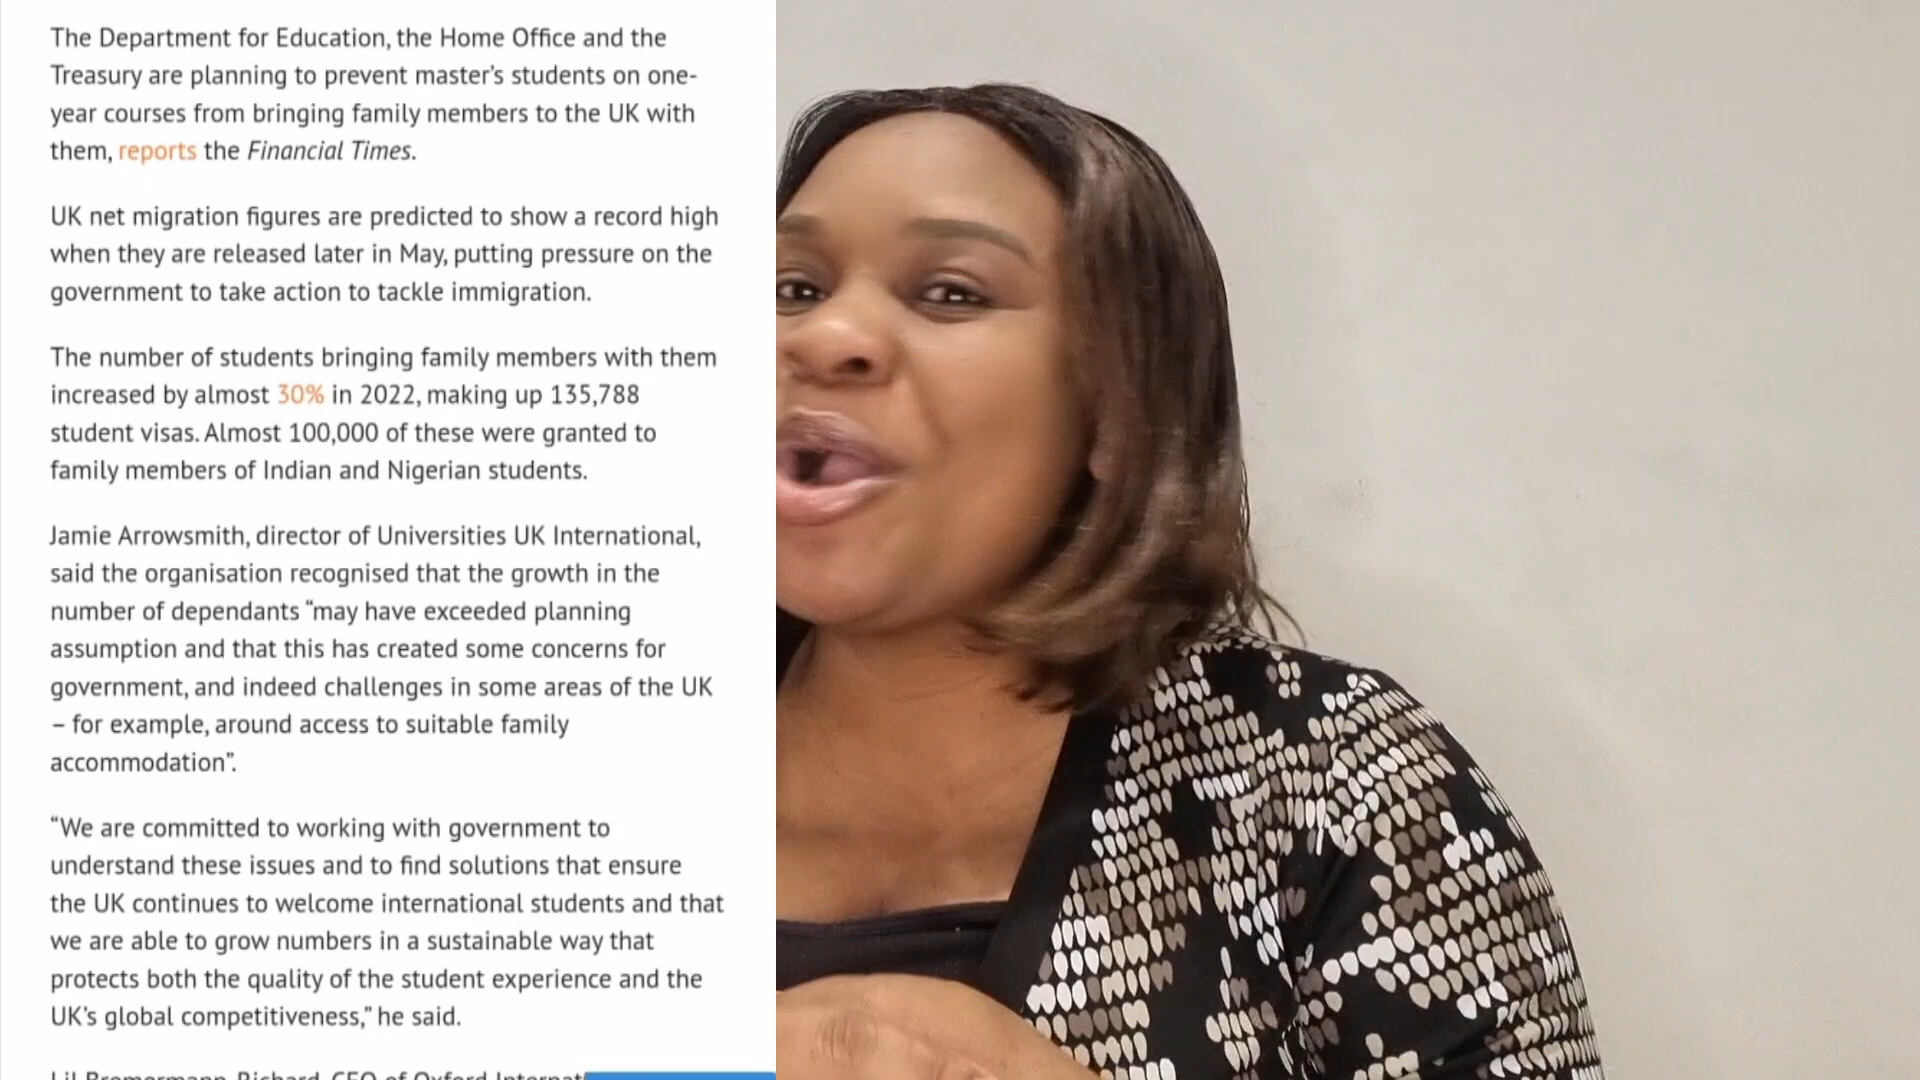 The Department for Education, the Home Office and the
Treasury are planning to prevent master's students on one-
year courses from bringing family members to the UK with
them, reports the Financial Times.
UK net migration figures are predicted to show a record high
when they are released later in May, putting pressure on the
government to take action to tackle immigration.
The number of students bringing family members with them
increased by almost 30% in 2022, making up 135,788
student visas. Almost 100,000 of these were granted to
family members of Indian and Nigerian students.
Jamie Arrowsmith, director of Universities UK International,
said the organisation recognised that the growth in the
number of dependants “may have exceeded planning
assumption and that this has created some concerns for
government, and indeed challenges in some areas of the UK
– for example, around access to suitable family
accommodation”.
“We are committed to working with government to
understand these issues and to find solutions that ensure
the UK continues to welcome international students and that
we are able to grow numbers in a sustainable way that
protects both the quality of the student experience and the
UK's global competitiveness,” he said.
Lil Bremermann-Richard, CEO of Oxford Internat